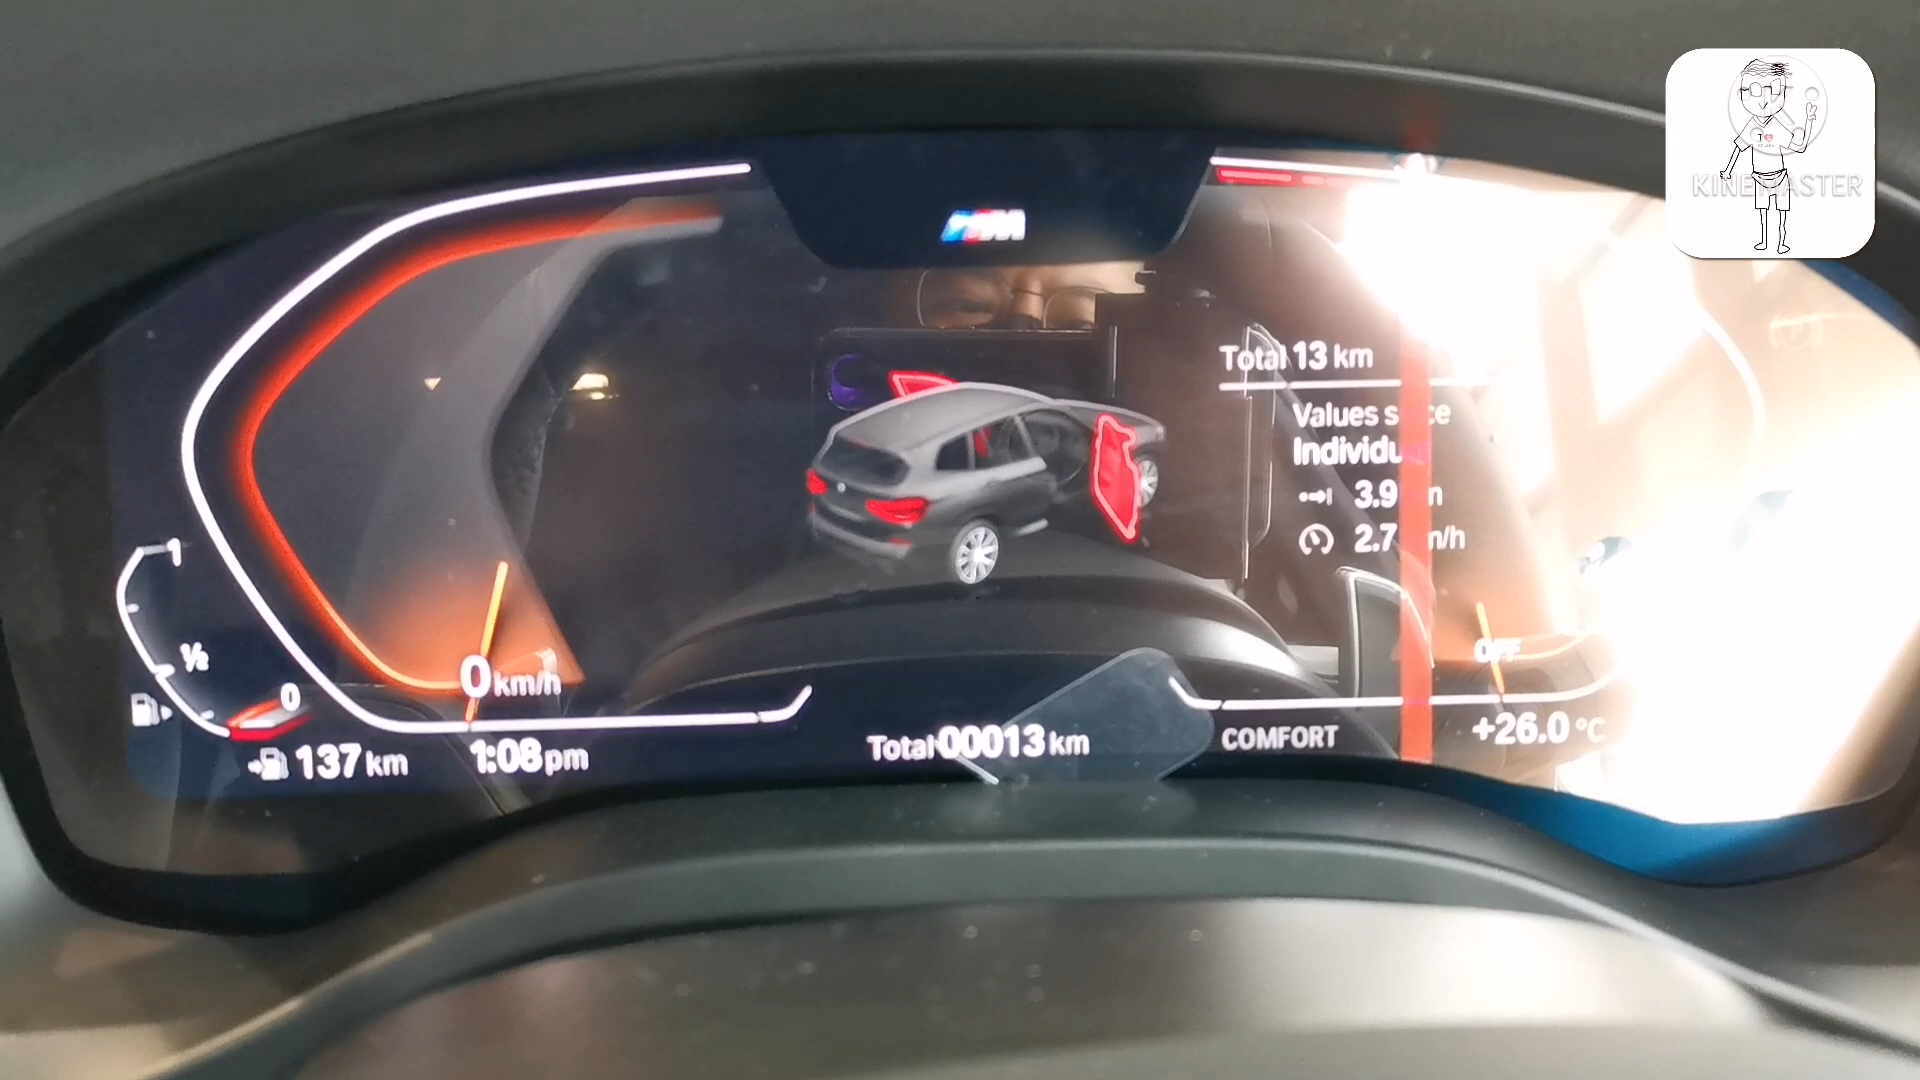 M
KINEMASTER
Total 13 km
Values s ce
Individu
3.9
2.7 m/h
1
1/2
0
0 km/h
OFF
137 km
1:08 pm
Total 00013 km
COMFORT
+26.0 °C